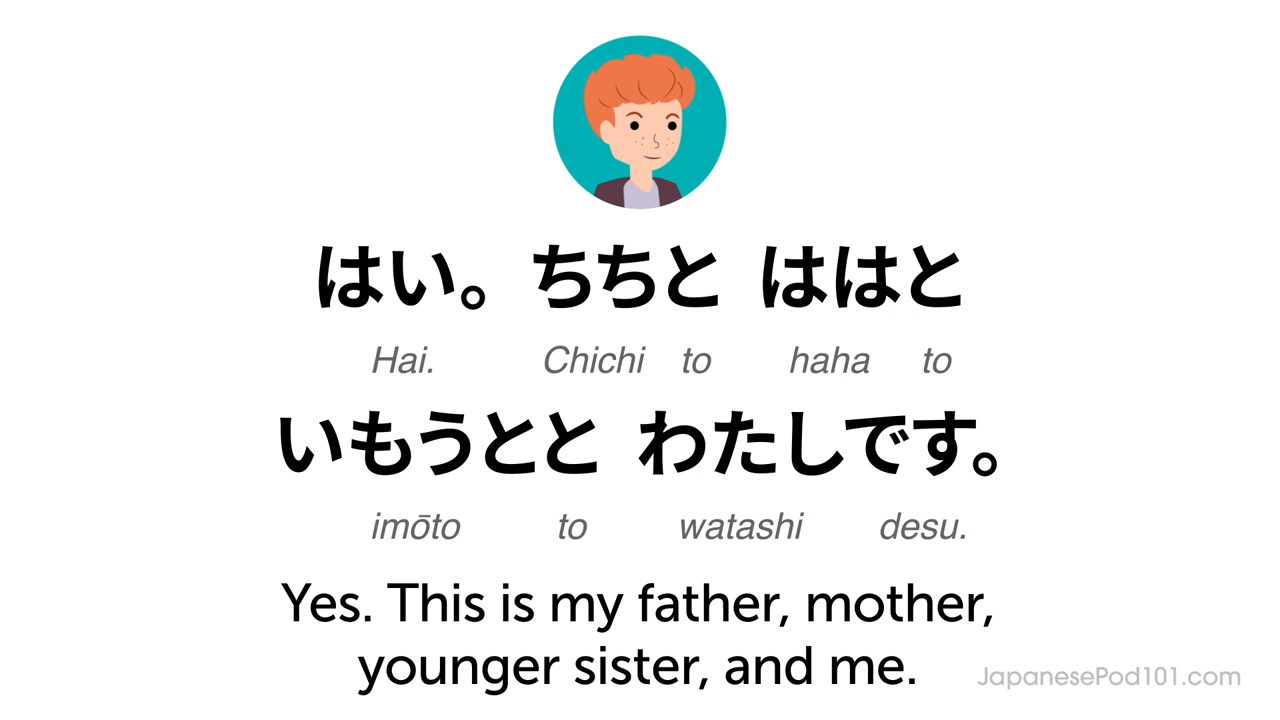 はい。ちちと ははと
Hai. Chichi to haha to
いもうとと わたしです。
imōto to watashi desu.
Yes. This is my father, mother,
younger sister, and me.
JapanesePod101.com